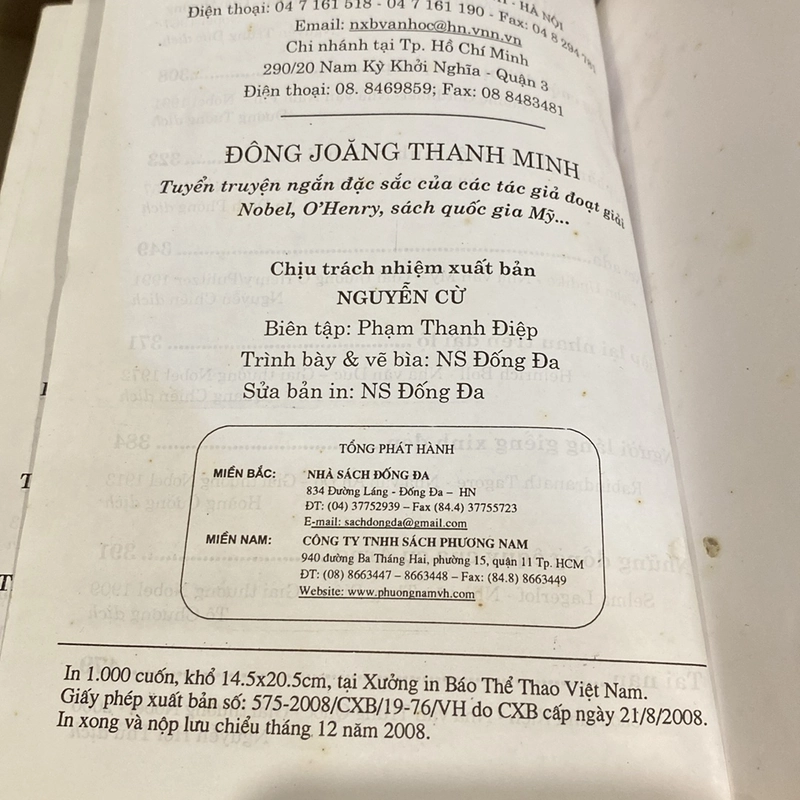 HÀ NỘI
Điện thoại: 04 7 161 518 - 04 7 161 190 - Fax: 04 8 294 781
Email: nxbvanhoc@hn.vnn.vn
Chi nhánh tại Tp. Hồ Chí Minh
290/20 Nam Kỳ Khởi Nghĩa - Quận 3
Điện thoại: 08. 8469859; Fax: 08 8483481
ĐÔNG JOĂNG THANH MINH
Tuyển truyện ngắn đặc sắc của các tác giả đoạt giải
Nobel, O'Henry, sách quốc gia Mỹ...
Chịu trách nhiệm xuất bản
NGUYỄN CỪ
Biên tập: Phạm Thanh Điệp
Trình bày & vẽ bìa: NS Đống Đa
Sửa bản in: NS Đống Đa
TỔNG PHÁT HÀNH
MIỀN BẮC: NHÀ SÁCH ĐỐNG ĐA
834 Đường Láng - Đống Đa – HN
ĐT: (04) 37752939 – Fax (84.4) 37755723
E-mail: sachdongda@gmail.com
MIỀN NAM: CÔNG TY TNHH SÁCH PHƯƠNG NAM
940 đường Ba Tháng Hai, phường 15, quận 11 Tp. HCM
ĐT: (08) 8663447 – 8663448 – Fax: (84.8) 8663449
Website: www.phuongnamvh.com
In 1.000 cuốn, khổ 14.5x20.5cm, tại Xưởng in Báo Thể Thao Việt Nam.
Giấy phép xuất bản số: 575-2008/CXB/19-76/VH do CXB cấp ngày 21/8/2008.
In xong và nộp lưu chiểu tháng 12 năm 2008.